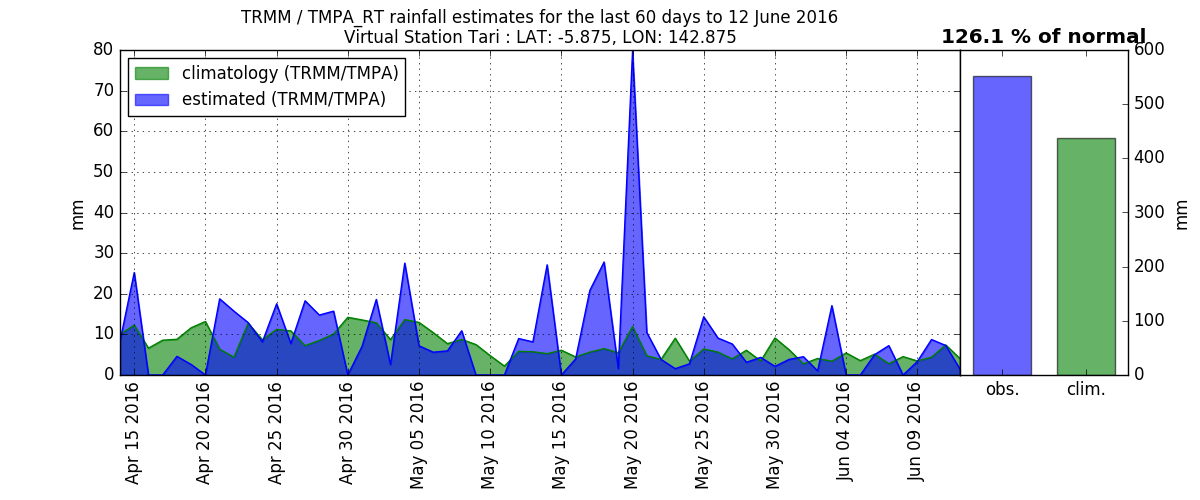 TRMM / TMPA_RT rainfall estimates for the last 60 days to 12 June 2016
Virtual Station Tari : LAT: -5.875, LON: 142.875
126.1 % of normal
climatology (TRMM/TMPA)
estimated (TRMM/TMPA)
mm
80
70
60
50
40
30
20
10
0
Apr 15 2016
Apr 20 2016
Apr 25 2016
Apr 30 2016
May 05 2016
May 10 2016
May 15 2016
May 20 2016
May 25 2016
May 30 2016
Jun 04 2016
Jun 09 2016
obs.
clim.
600
500
400
300
200
100
0
mm